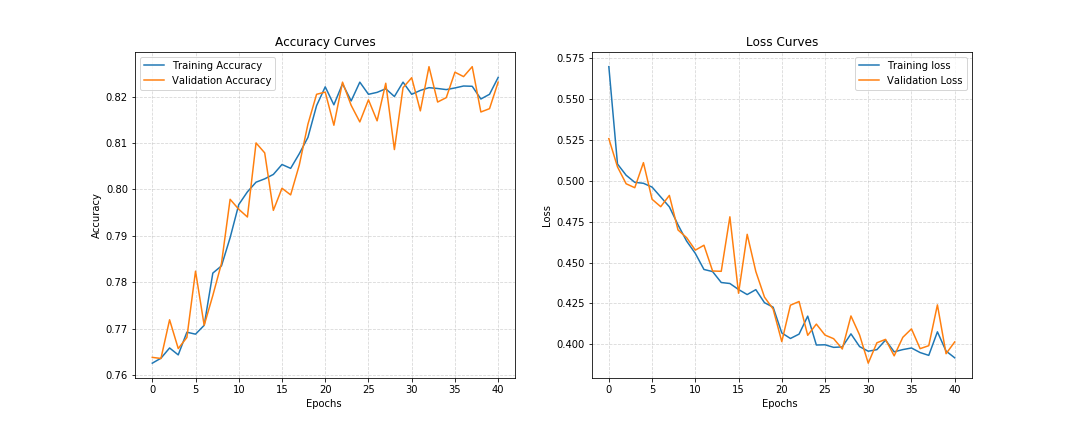 Accuracy Curves
Training Accuracy
Validation Accuracy
0.82
0.81
0.80
0.79
0.78
0.77
0.76
Accuracy
0 5 10 15 20 25 30 35 40
Epochs
Loss Curves
Training loss
Validation Loss
0.575
0.550
0.525
0.500
0.475
0.450
0.425
0.400
Loss
0 5 10 15 20 25 30 35 40
Epochs